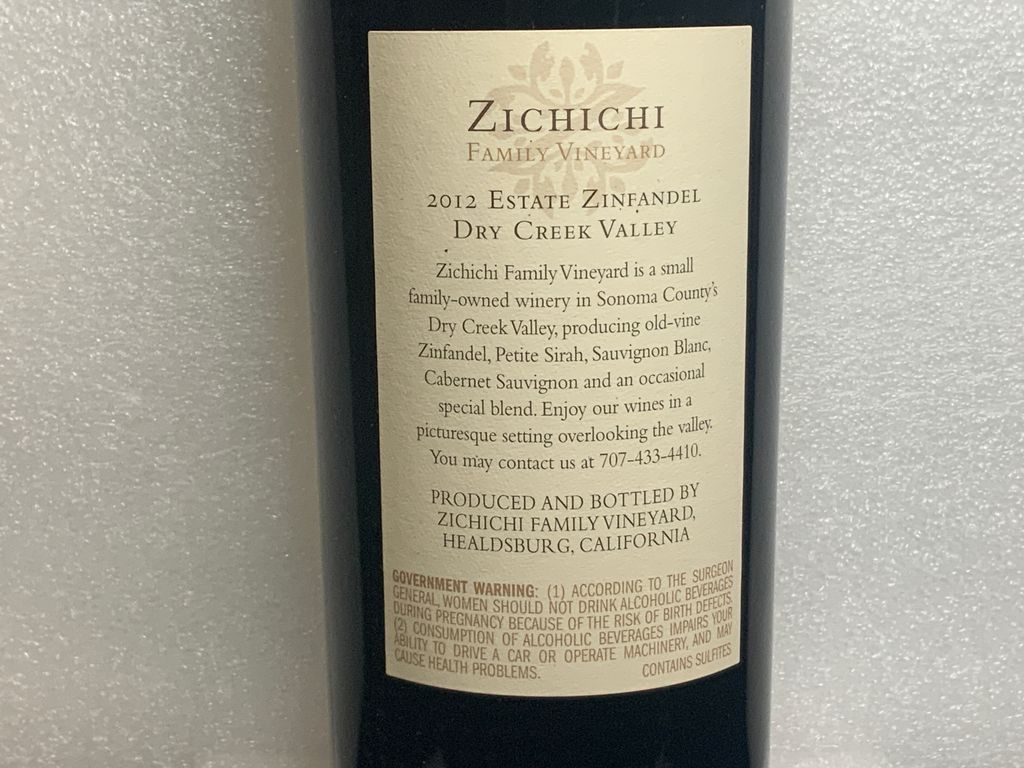 ZICHICHI
FAMILY VINEYARD
2012 ESTATE ZINFANDEL
DRY CREEK VALLEY
Zichichi Family Vineyard is a small
family-owned winery in Sonoma County's
Dry Creek Valley, producing old-vine
Zinfandel, Petite Sirah, Sauvignon Blanc,
Cabernet Sauvignon and an occasional
special blend. Enjoy our wines in a
picturesque setting overlooking the valley.
You may contact us at 707-433-4410.
PRODUCED AND BOTTLED BY
ZICHICHI FAMILY VINEYARD,
HEALDSBURG, CALIFORNIA
GOVERNMENT WARNING: (1) ACCORDING TO THE SURGEON
GENERAL, WOMEN SHOULD NOT DRINK ALCOHOLIC BEVERAGES
DURING PREGNANCY BECAUSE OF THE RISK OF BIRTH DEFECTS.
(2) CONSUMPTION OF ALCOHOLIC BEVERAGES IMPAIRS YOUR
ABILITY TO DRIVE A CAR OR OPERATE MACHINERY, AND MAY
CAUSE HEALTH PROBLEMS. CONTAINS SULFITES